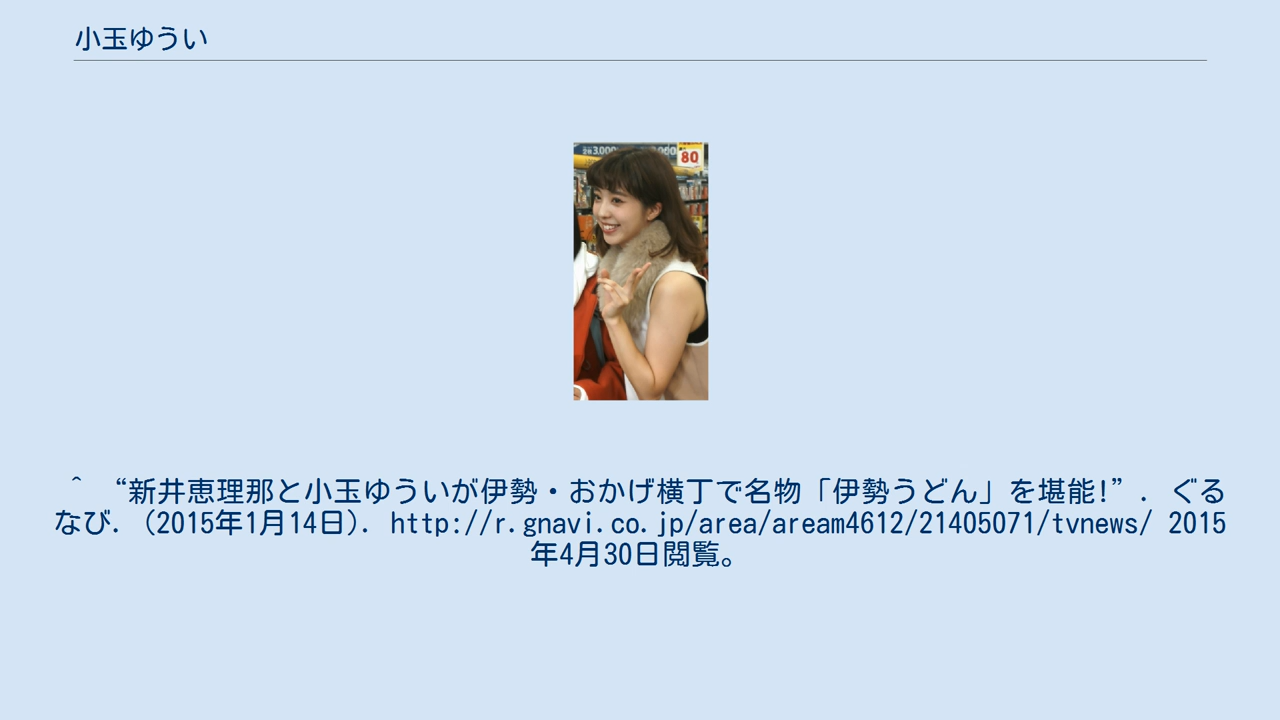 小玉ゆうい
3,000
80
^ “新井恵理那と小玉ゆういが伊勢・おかげ横丁で名物「伊勢うどん」を堪能!”. ぐる
なび. (2015年1月14日). http://r.gnavi.co.jp/area/aream4612/21405071/tvnews/ 2015
年4月30日閲覧。